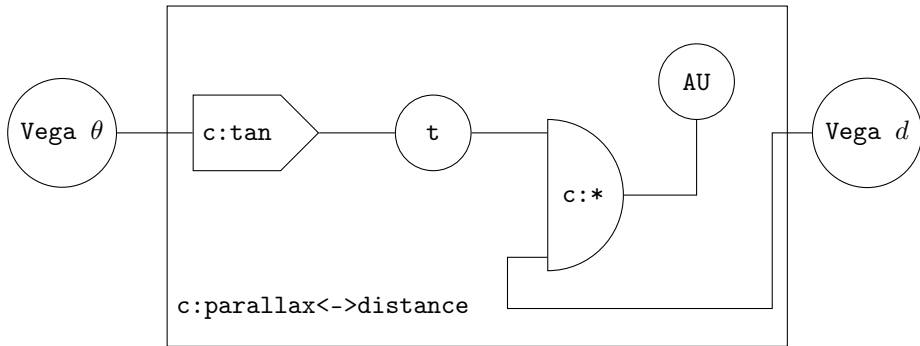 AU
Vega θ
c:tan
t
Vega d
c:*
c:parallax<->distance